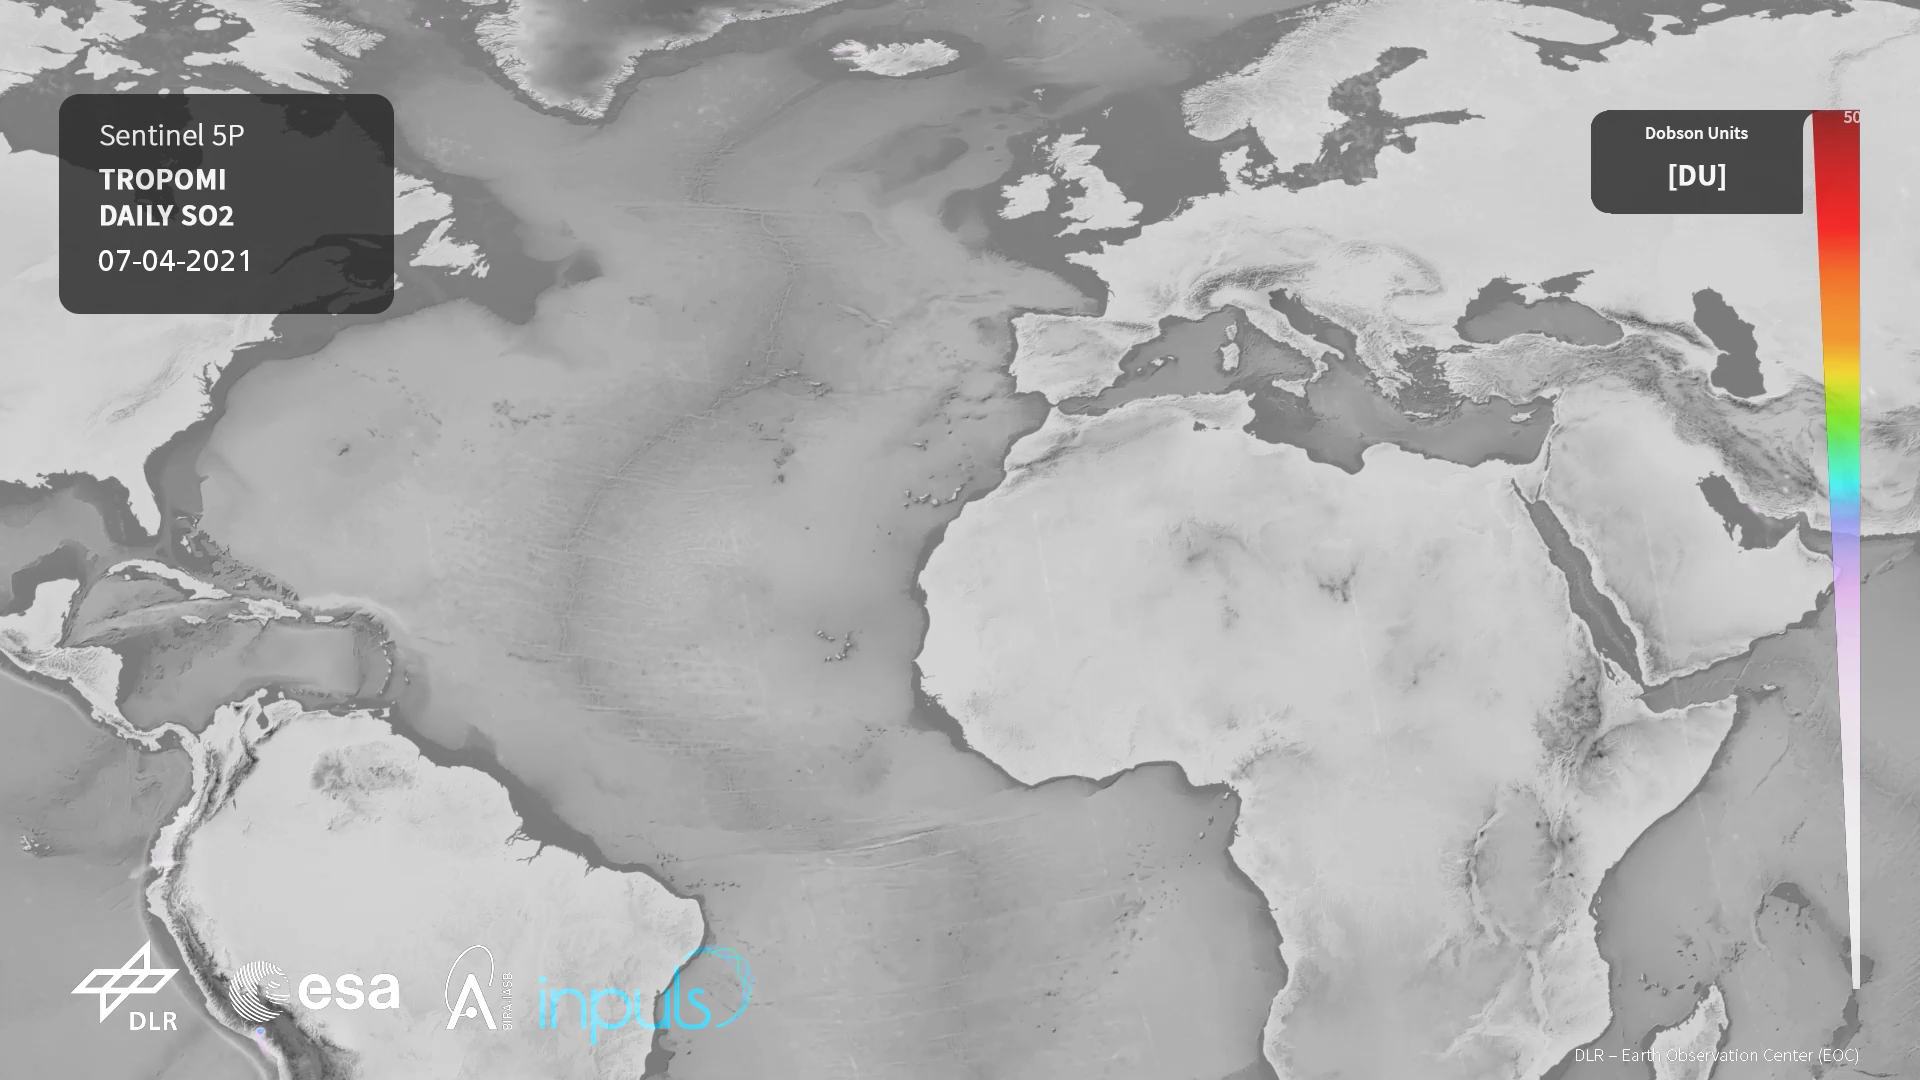 Sentinel 5P
TROPOMI
DAILY SO2
07-04-2021
Dobson Units
[DU]
50
DLR
esa
BIRA.IASB
inpuls
DLR – Earth Observation Center (EOC)